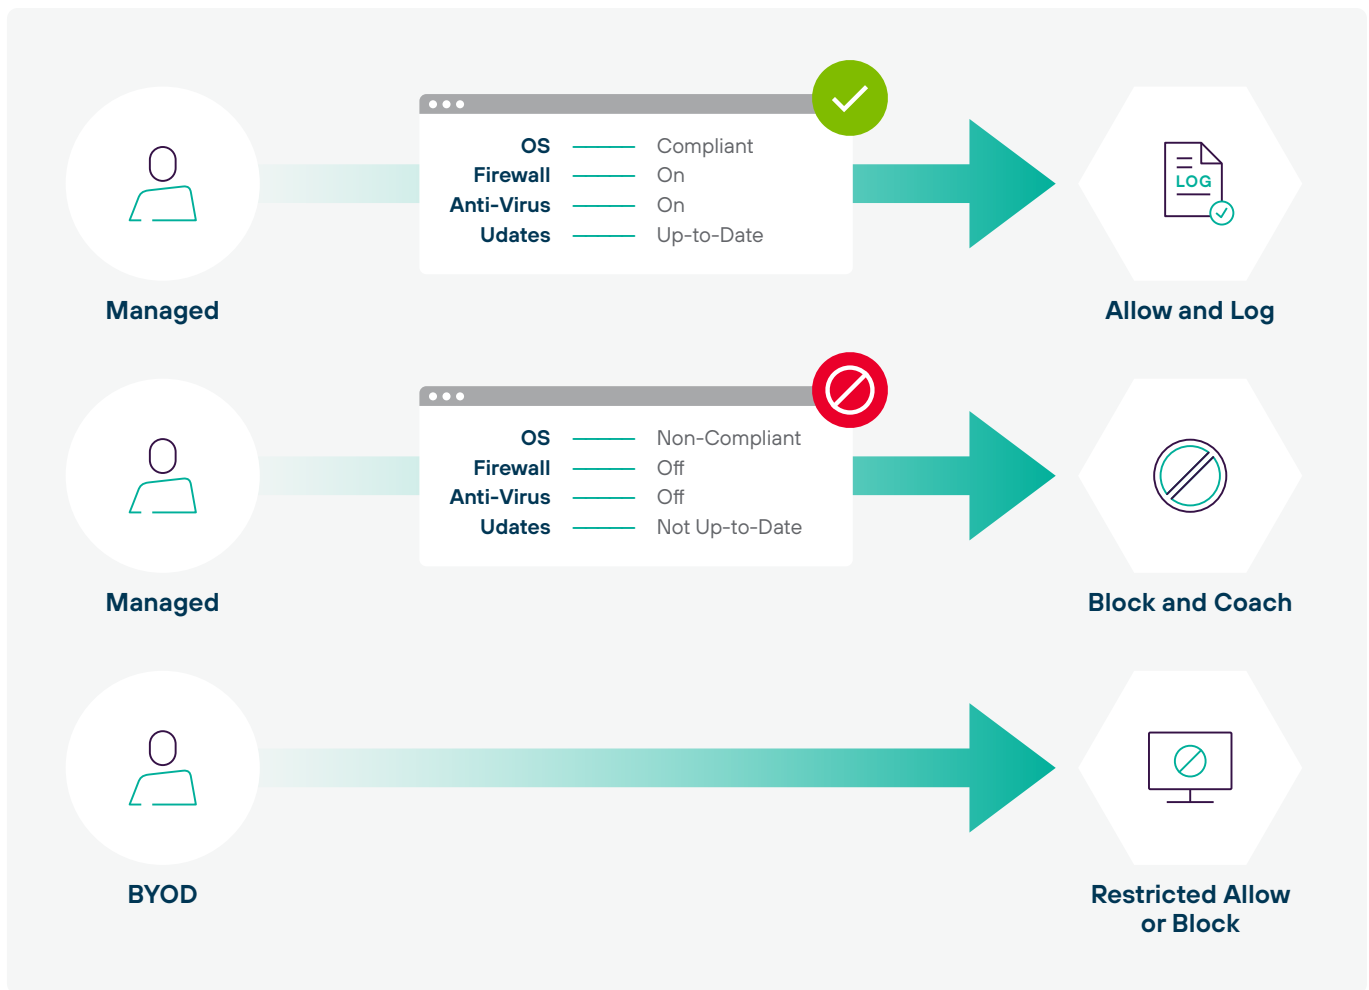 OS Compliant
Firewall On
Anti-Virus On
Udates Up-to-Date
LOG
Managed
Allow and Log
OS Non-Compliant
Firewall Off
Anti-Virus Off
Udates Not Up-to-Date
Managed
Block and Coach
BYOD
Restricted Allow
or Block